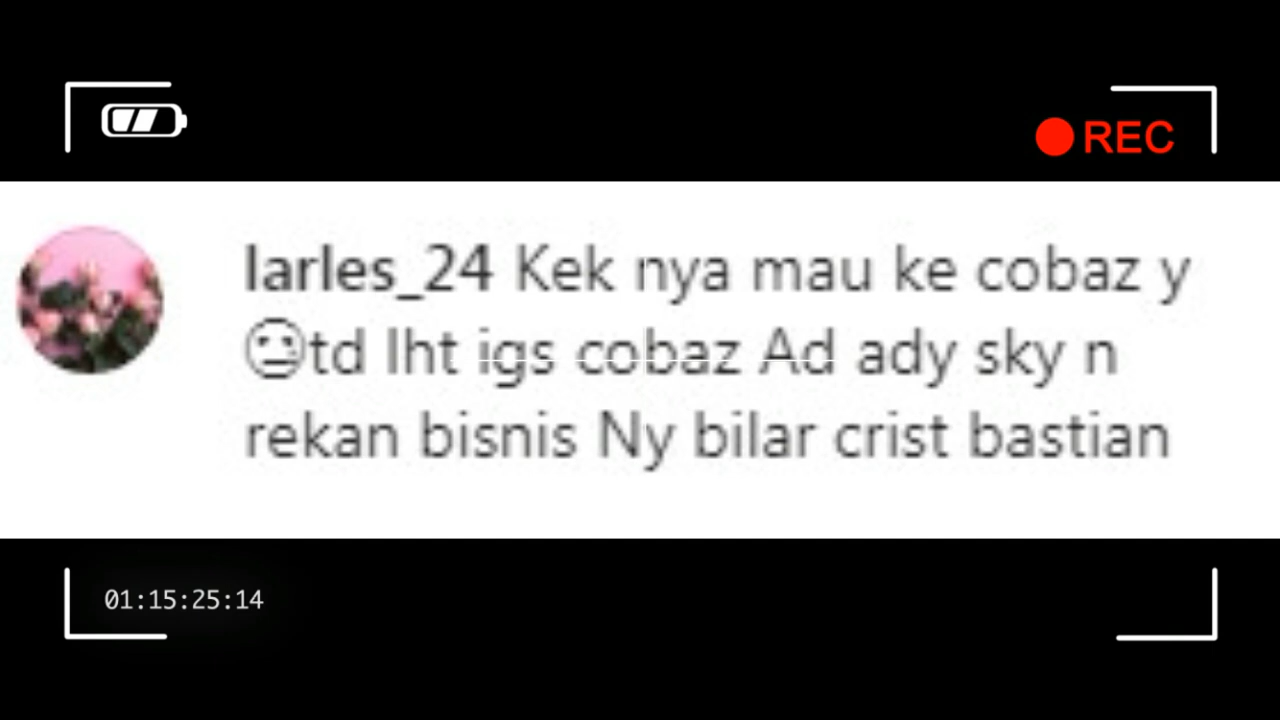 REC
larles_24 Kek nya mau ke cobaz y
😐td lht igs cobaz Ad ady sky n
rekan bisnis Ny bilar crist bastian
01:15:25:14